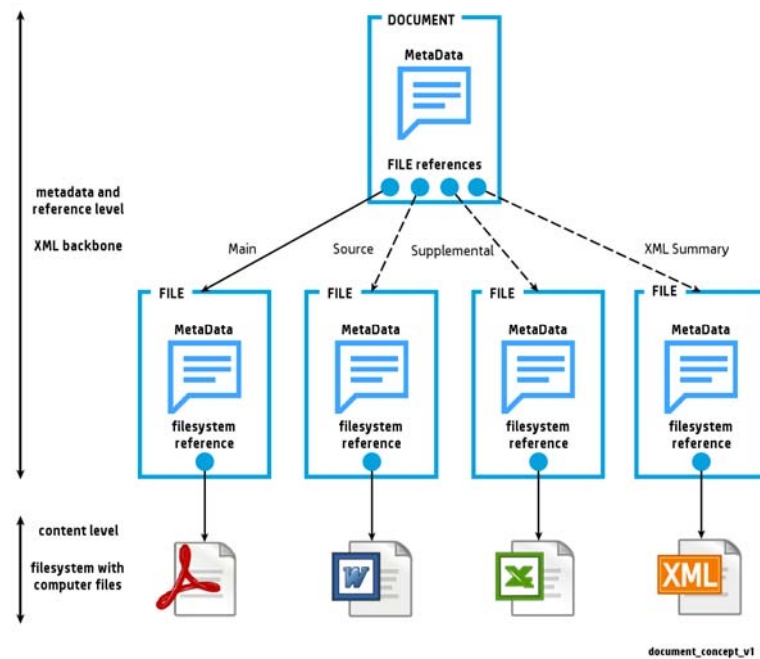 DOCUMENT
MetaData
FILE references
metadata and
reference level
XML backbone
Main
Source
Supplemental
XML Summary
FILE
MetaData
filesystem
reference
FILE
MetaData
filesystem
reference
FILE
MetaData
filesystem
reference
FILE
MetaData
filesystem
reference
content level
filesystem with
computer files
W
X
XML
document_concept_v1